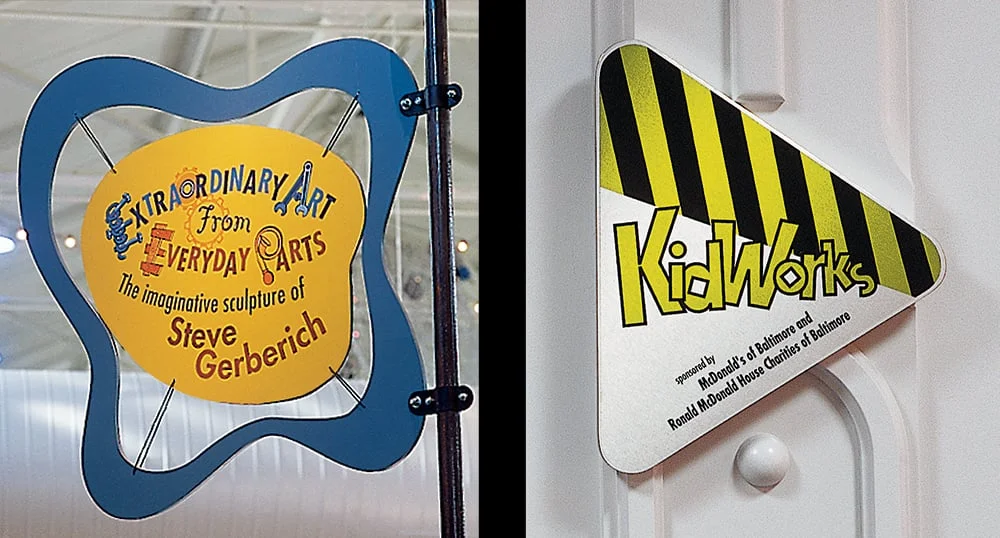 EXTRAORDINARY ART
From
EVERYDAY PARTS
The imaginative sculpture of
Steve
Gerberich
KidWorks
sponsored by
McDonald's of Baltimore and
Ronald McDonald House Charities of Baltimore